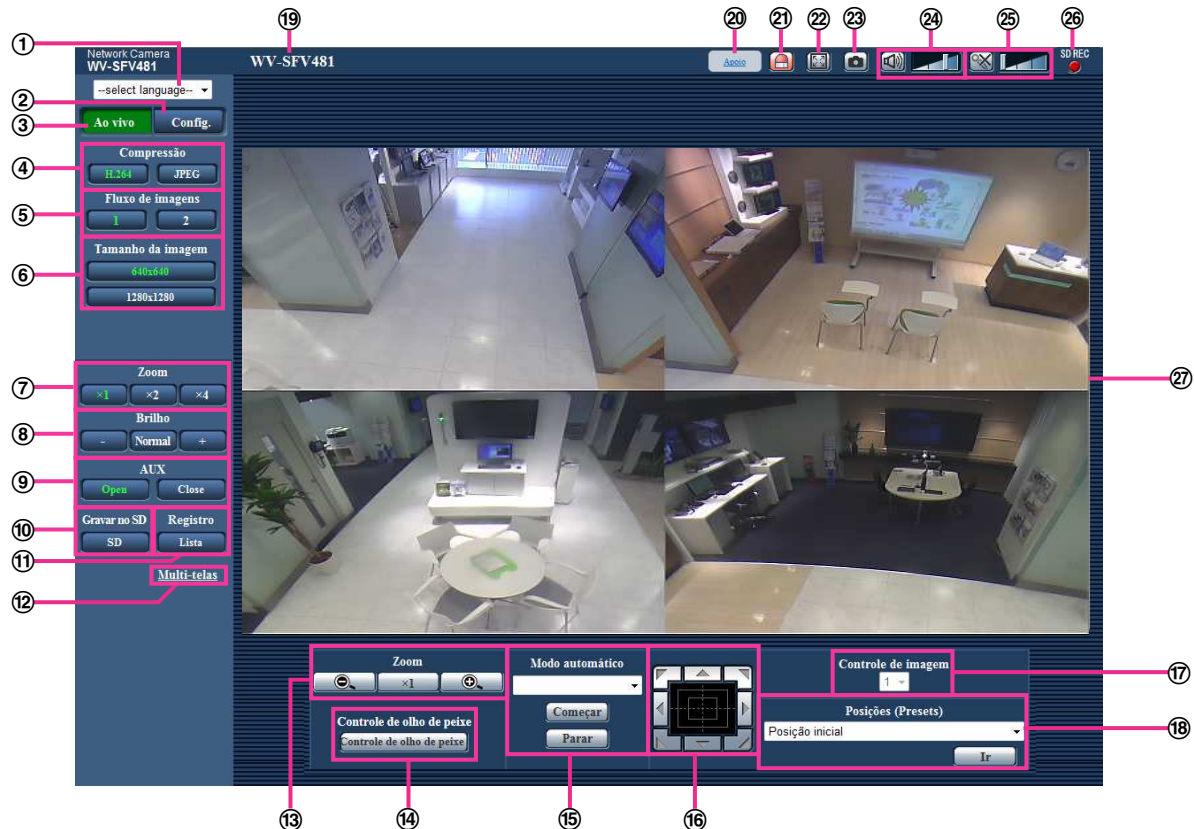 ⑲ ⑳ ㉑ ㉒ ㉓ ㉔ ㉕ ㉖
①
Network Camera
WV-SFV481
WV-SFV481
Apoio
SD REC
--select language--
②
③
Ao vivo Config.
④
Compressão
H.264 JPEG
⑤
Fluxo de imagens
1 2
⑥
Tamanho da imagem
640x640
1280x1280
⑦
Zoom
×1 ×2 ×4
㉗
⑧
Brilho
- Normal +
⑨
AUX
Open Close
⑩
Gravar no SD Registro
SD Lista
⑪
Multi-telas
⑫
Zoom
×1
Modo automático
Começar
Parar
Controle de olho de peixe
Controle de olho de peixe
Controle de imagem
1
⑰
Posições (Presets)
Posição inicial
Ir
⑱
⑬ ⑭ ⑮ ⑯